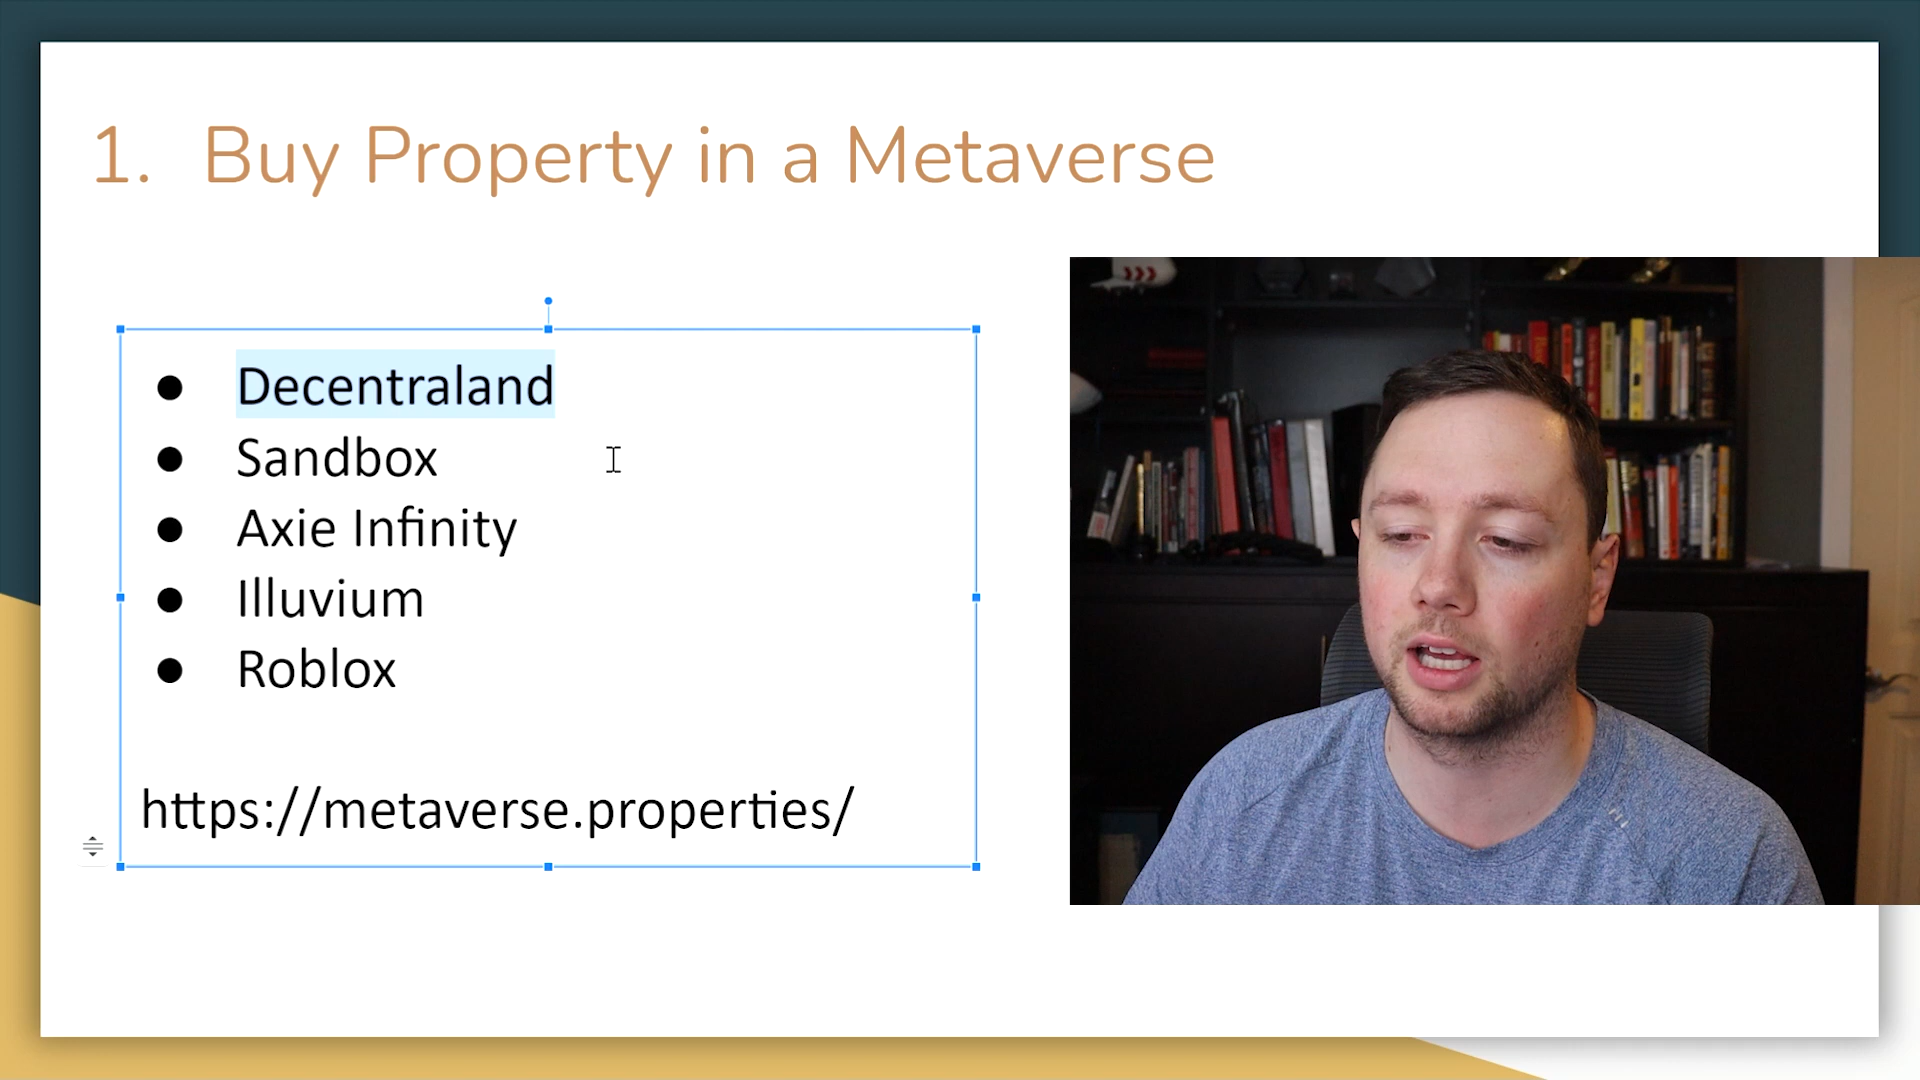 1. Buy Property in a Metaverse
● Decentraland
● Sandbox
● Axie Infinity
● Illuvium
● Roblox
https://metaverse.properties/